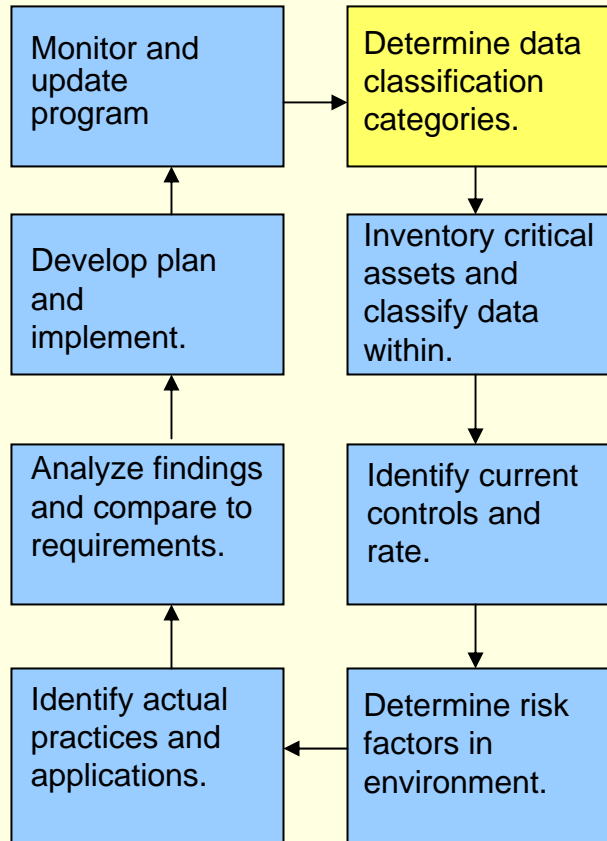 Monitor and
update
program
Determine data
classification
categories.
Develop plan
and
implement.
Inventory critical
assets and
classify data
within.
Analyze findings
and compare to
requirements.
Identify current
controls and
rate.
Identify actual
practices and
applications.
Determine risk
factors in
environment.